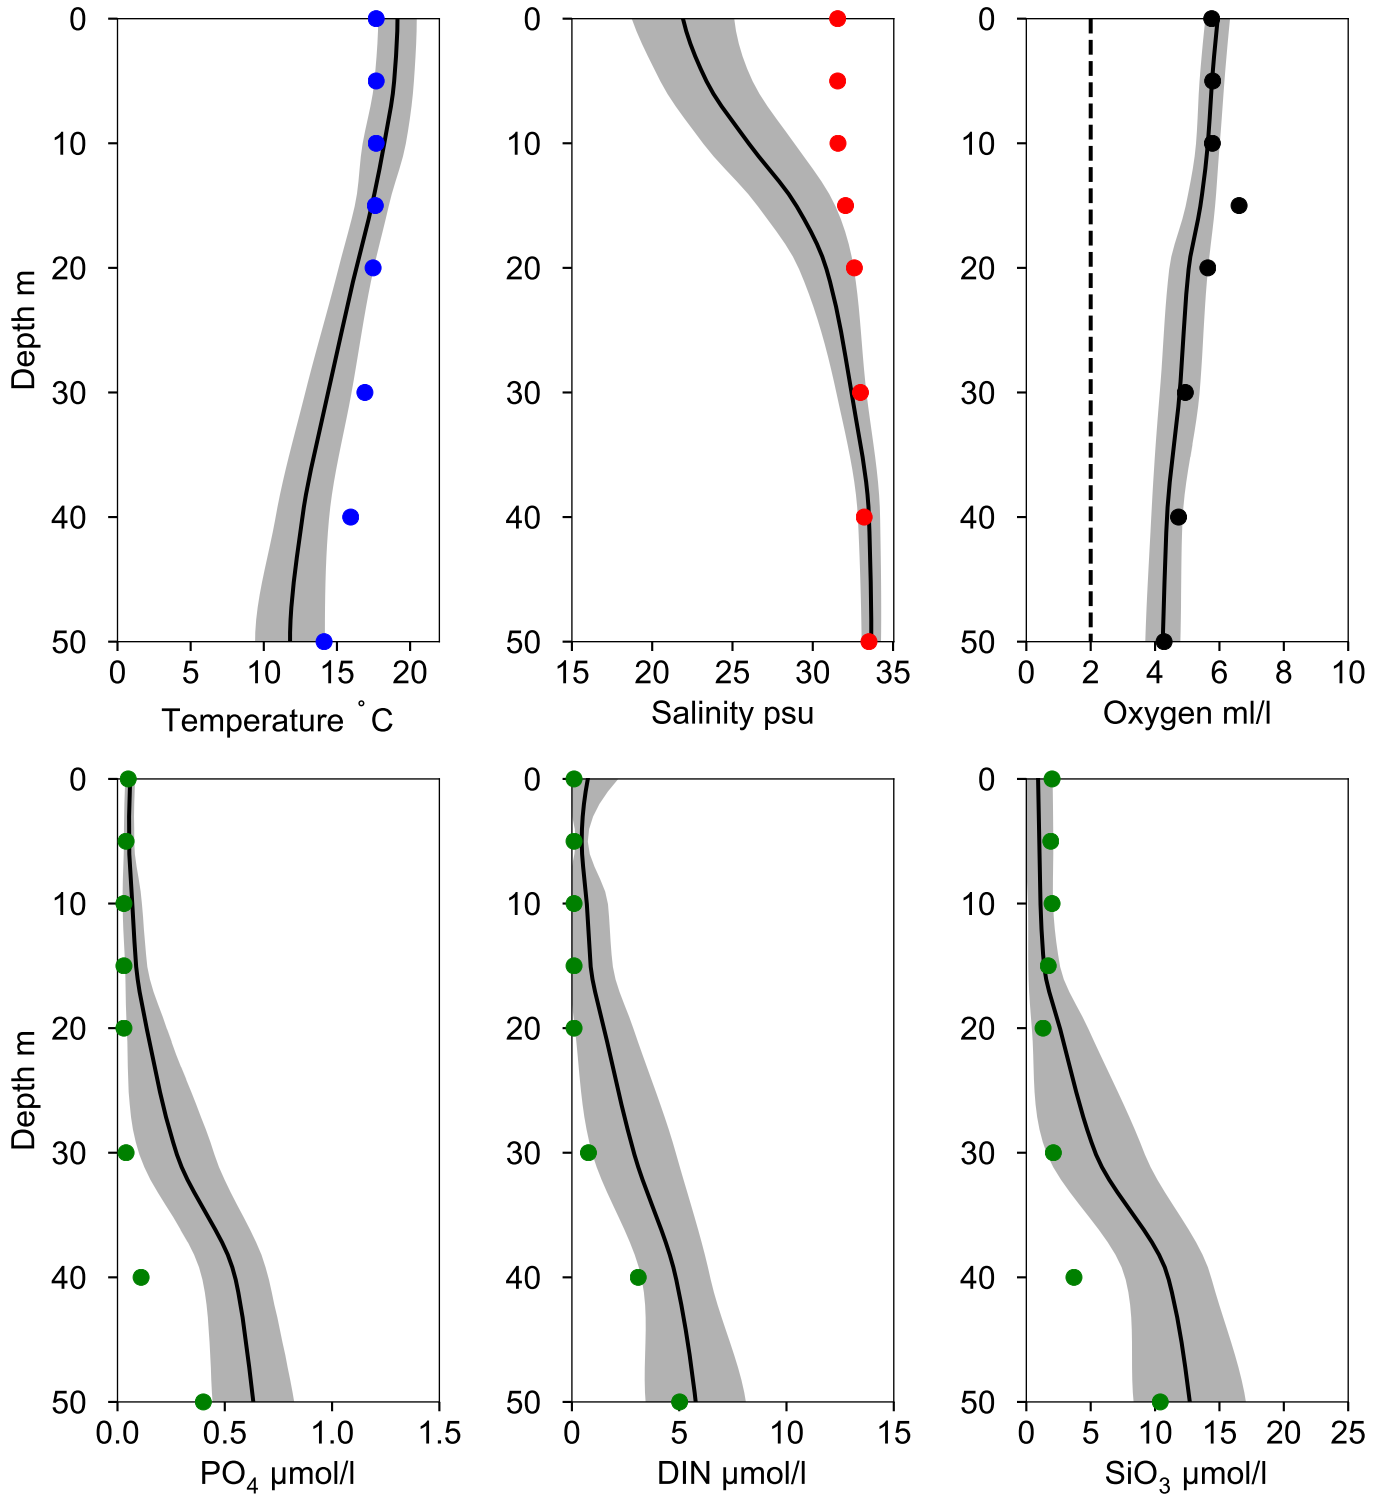 0 0 0
10 10 10
20 20 20
30 30 30
40 40 40
50 50 50
Depth m
0 5 10 15 20 15 20 25 30 35 0 2 4 6 8 10
Temperature °C Salinity psu Oxygen ml/l
0 0 0
10 10 10
20 20 20
30 30 30
40 40 40
50 50 50
Depth m
0.0 0.5 1.0 1.5 0 5 10 15 0 5 10 15 20 25
PO₄ µmol/l DIN µmol/l SiO₃ µmol/l